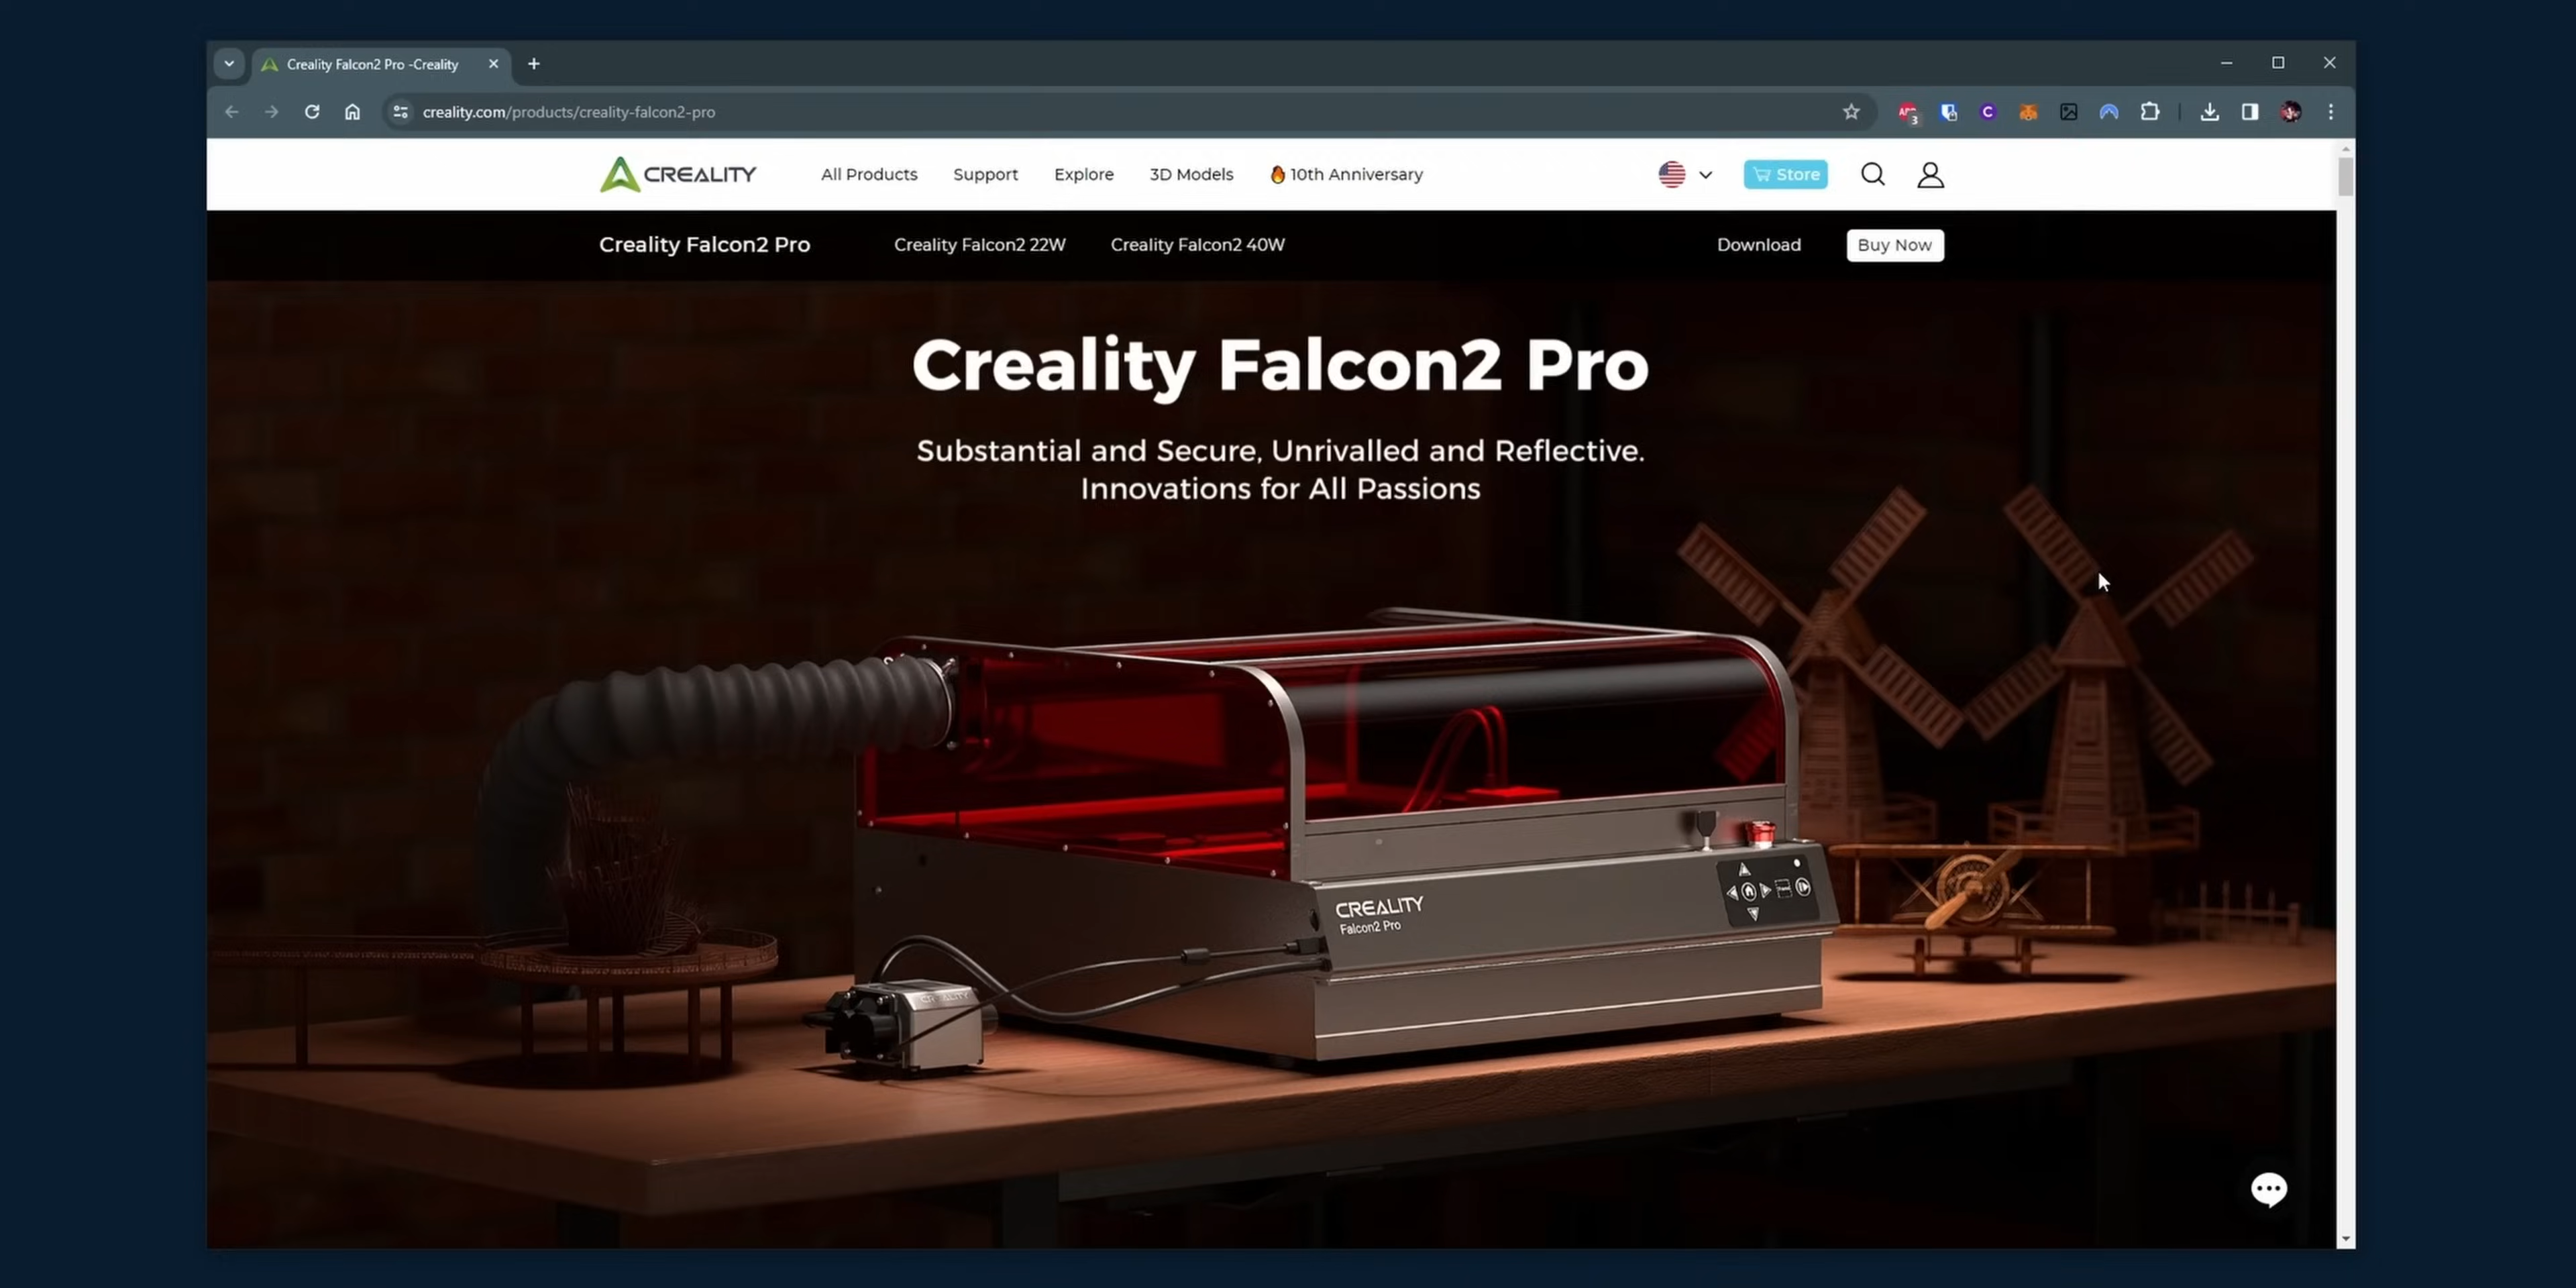 Creality Falcon2 Pro -Creality
creality.com/products/creality-falcon2-pro
3
CREALITY
All Products
Support
Explore
3D Models
10th Anniversary
Store
Creality Falcon2 Pro
Creality Falcon2 22W
Creality Falcon2 40W
Download
Buy Now
Creality Falcon2 Pro
Substantial and Secure, Unrivalled and Reflective.
Innovations for All Passions
CREALITY
Falcon2 Pro
CREALITY